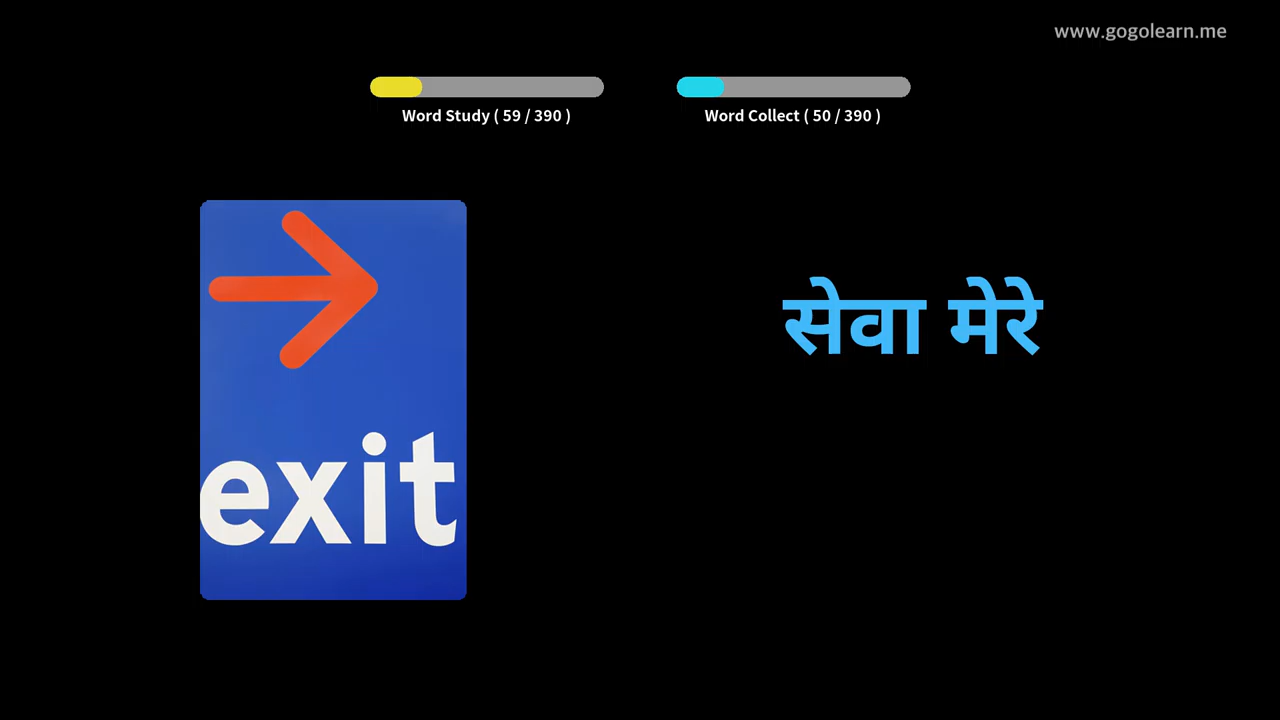 www.gogolearn.me
Word Study ( 59 / 390 )
Word Collect ( 50 / 390 )
exit
सेवा मेरे